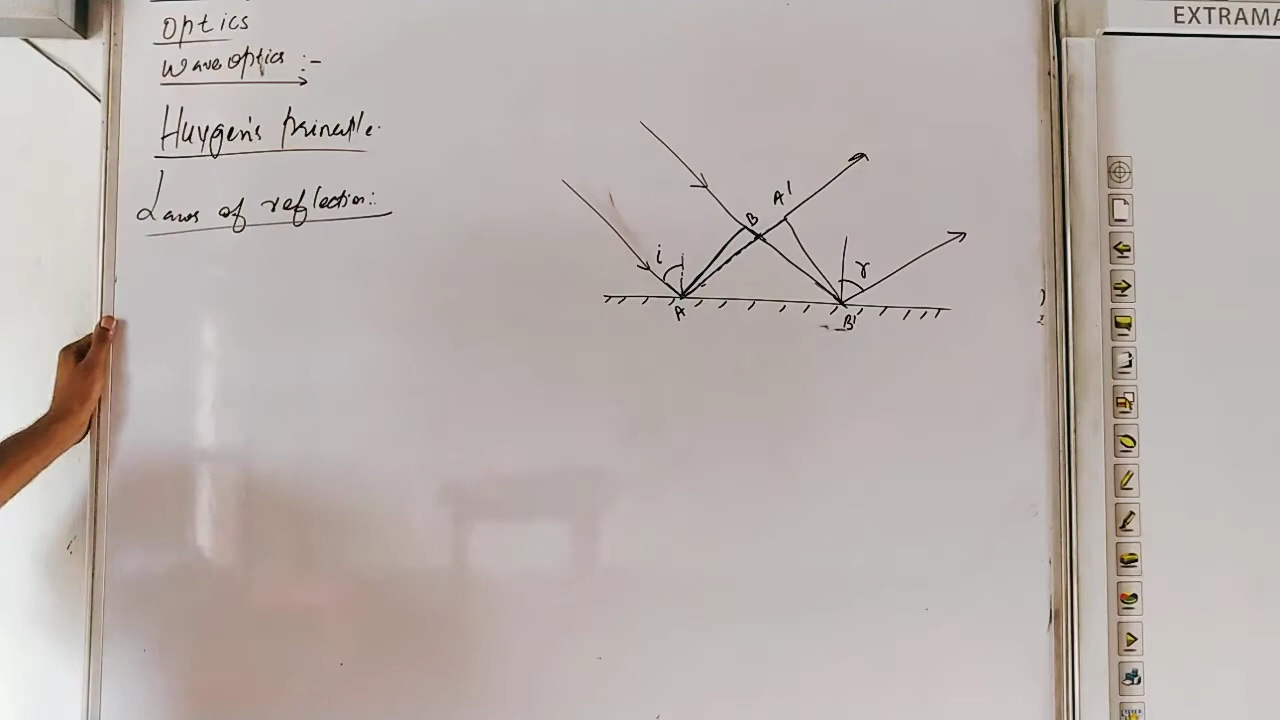 Optics
Wave optics :-
Huygen's principle.
Laws of reflection:
B A'
i r
A B'
EXTRAMA